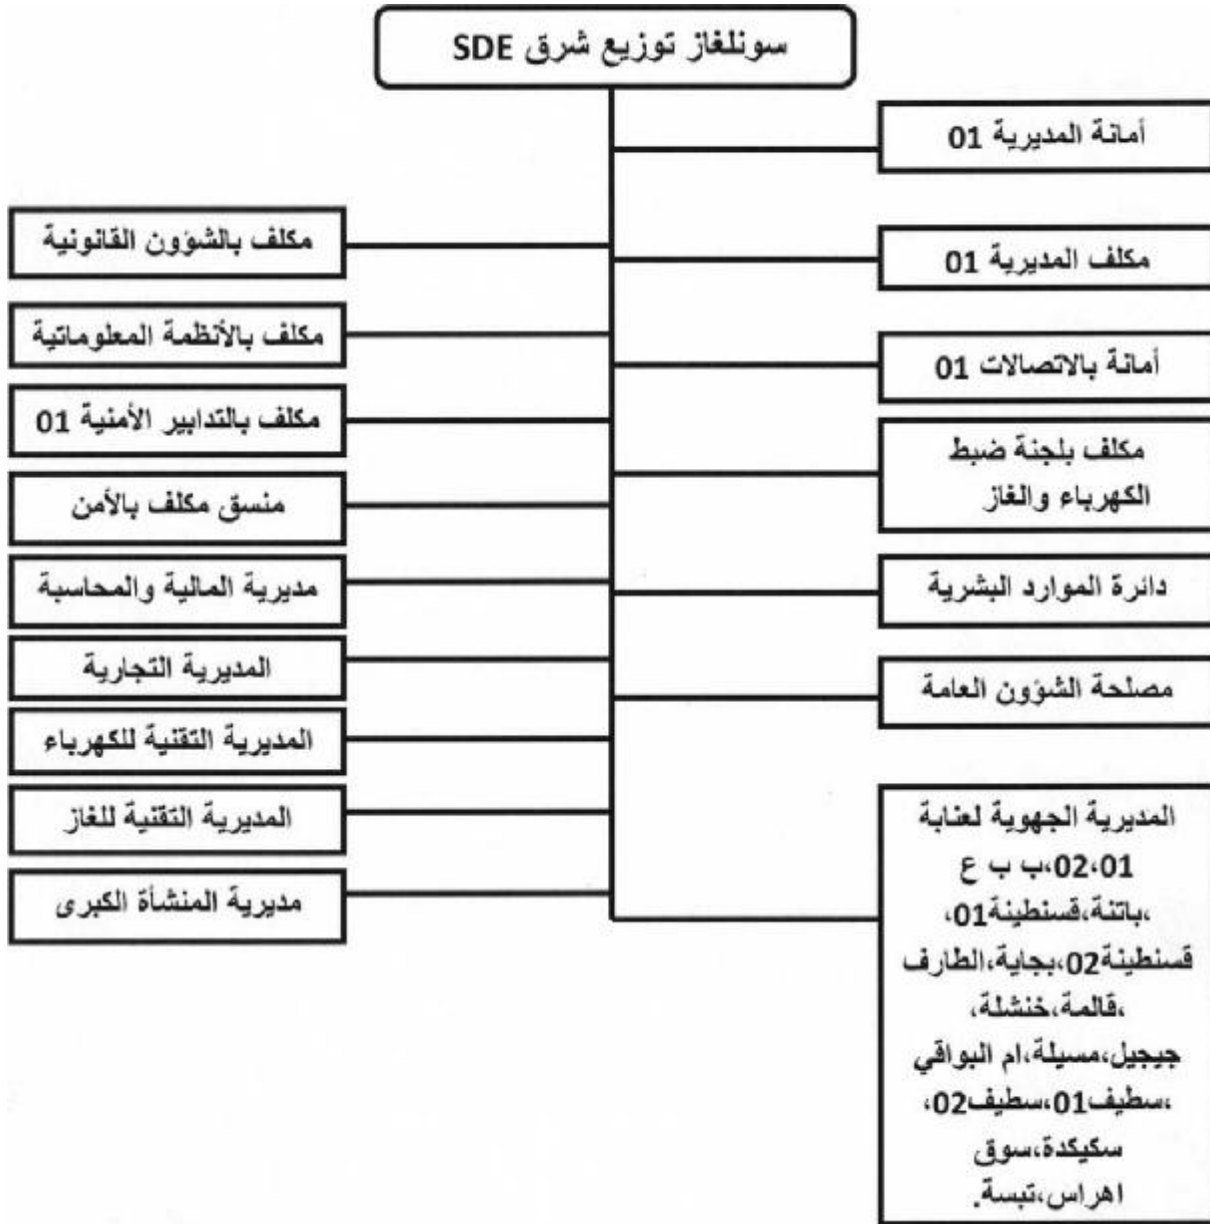 سونلغاز توزيع شرق SDE
أمانة المديرية 01
مكلف المديرية 01
أمانة بالاتصالات 01
مكلف بلجنة ضبط
الكهرباء والغاز
دائرة الموارد البشرية
مصلحة الشؤون العامة
المديرية الجهوية لعنابة
01،02،ب ب ع
،باتنة،قسنطينة01،
قسنطينة02،بجاية،الطارف
،قالمة،خنشلة،
جيجيل،مسيلة،ام البواقي
،سطيف01،سطيف02،
سكيكدة،سوق
اهراس،تبسة.
مكلف بالشؤون القانونية
مكلف بالأنظمة المعلوماتية
مكلف بالتدابير الأمنية 01
منسق مكلف بالأمن
مديرية المالية والمحاسبة
المديرية التجارية
المديرية التقنية للكهرباء
المديرية التقنية للغاز
مديرية المنشأة الكبرى